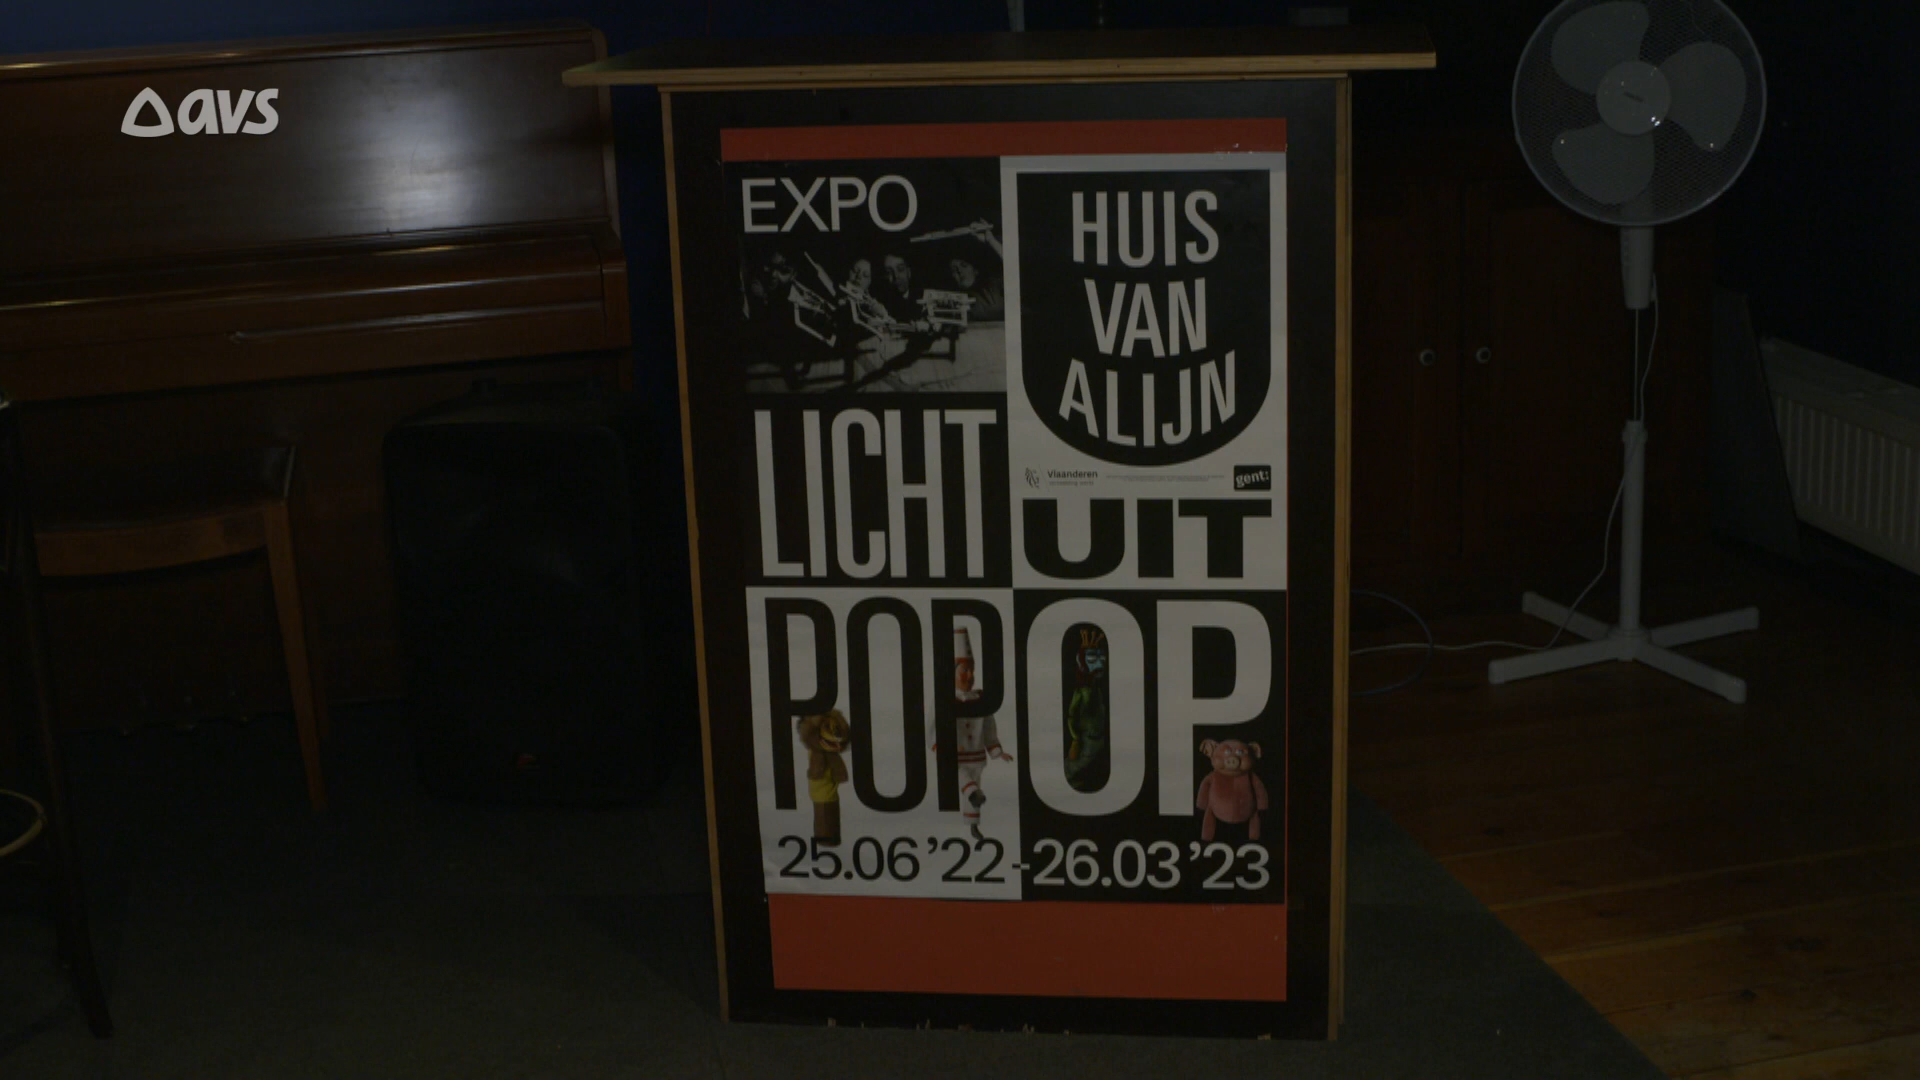 avs
EXPO
HUIS
VAN
ALIJN
Vlaanderen
gent:
LICHT UIT
POP OP
25.06 '22 - 26.03 '23